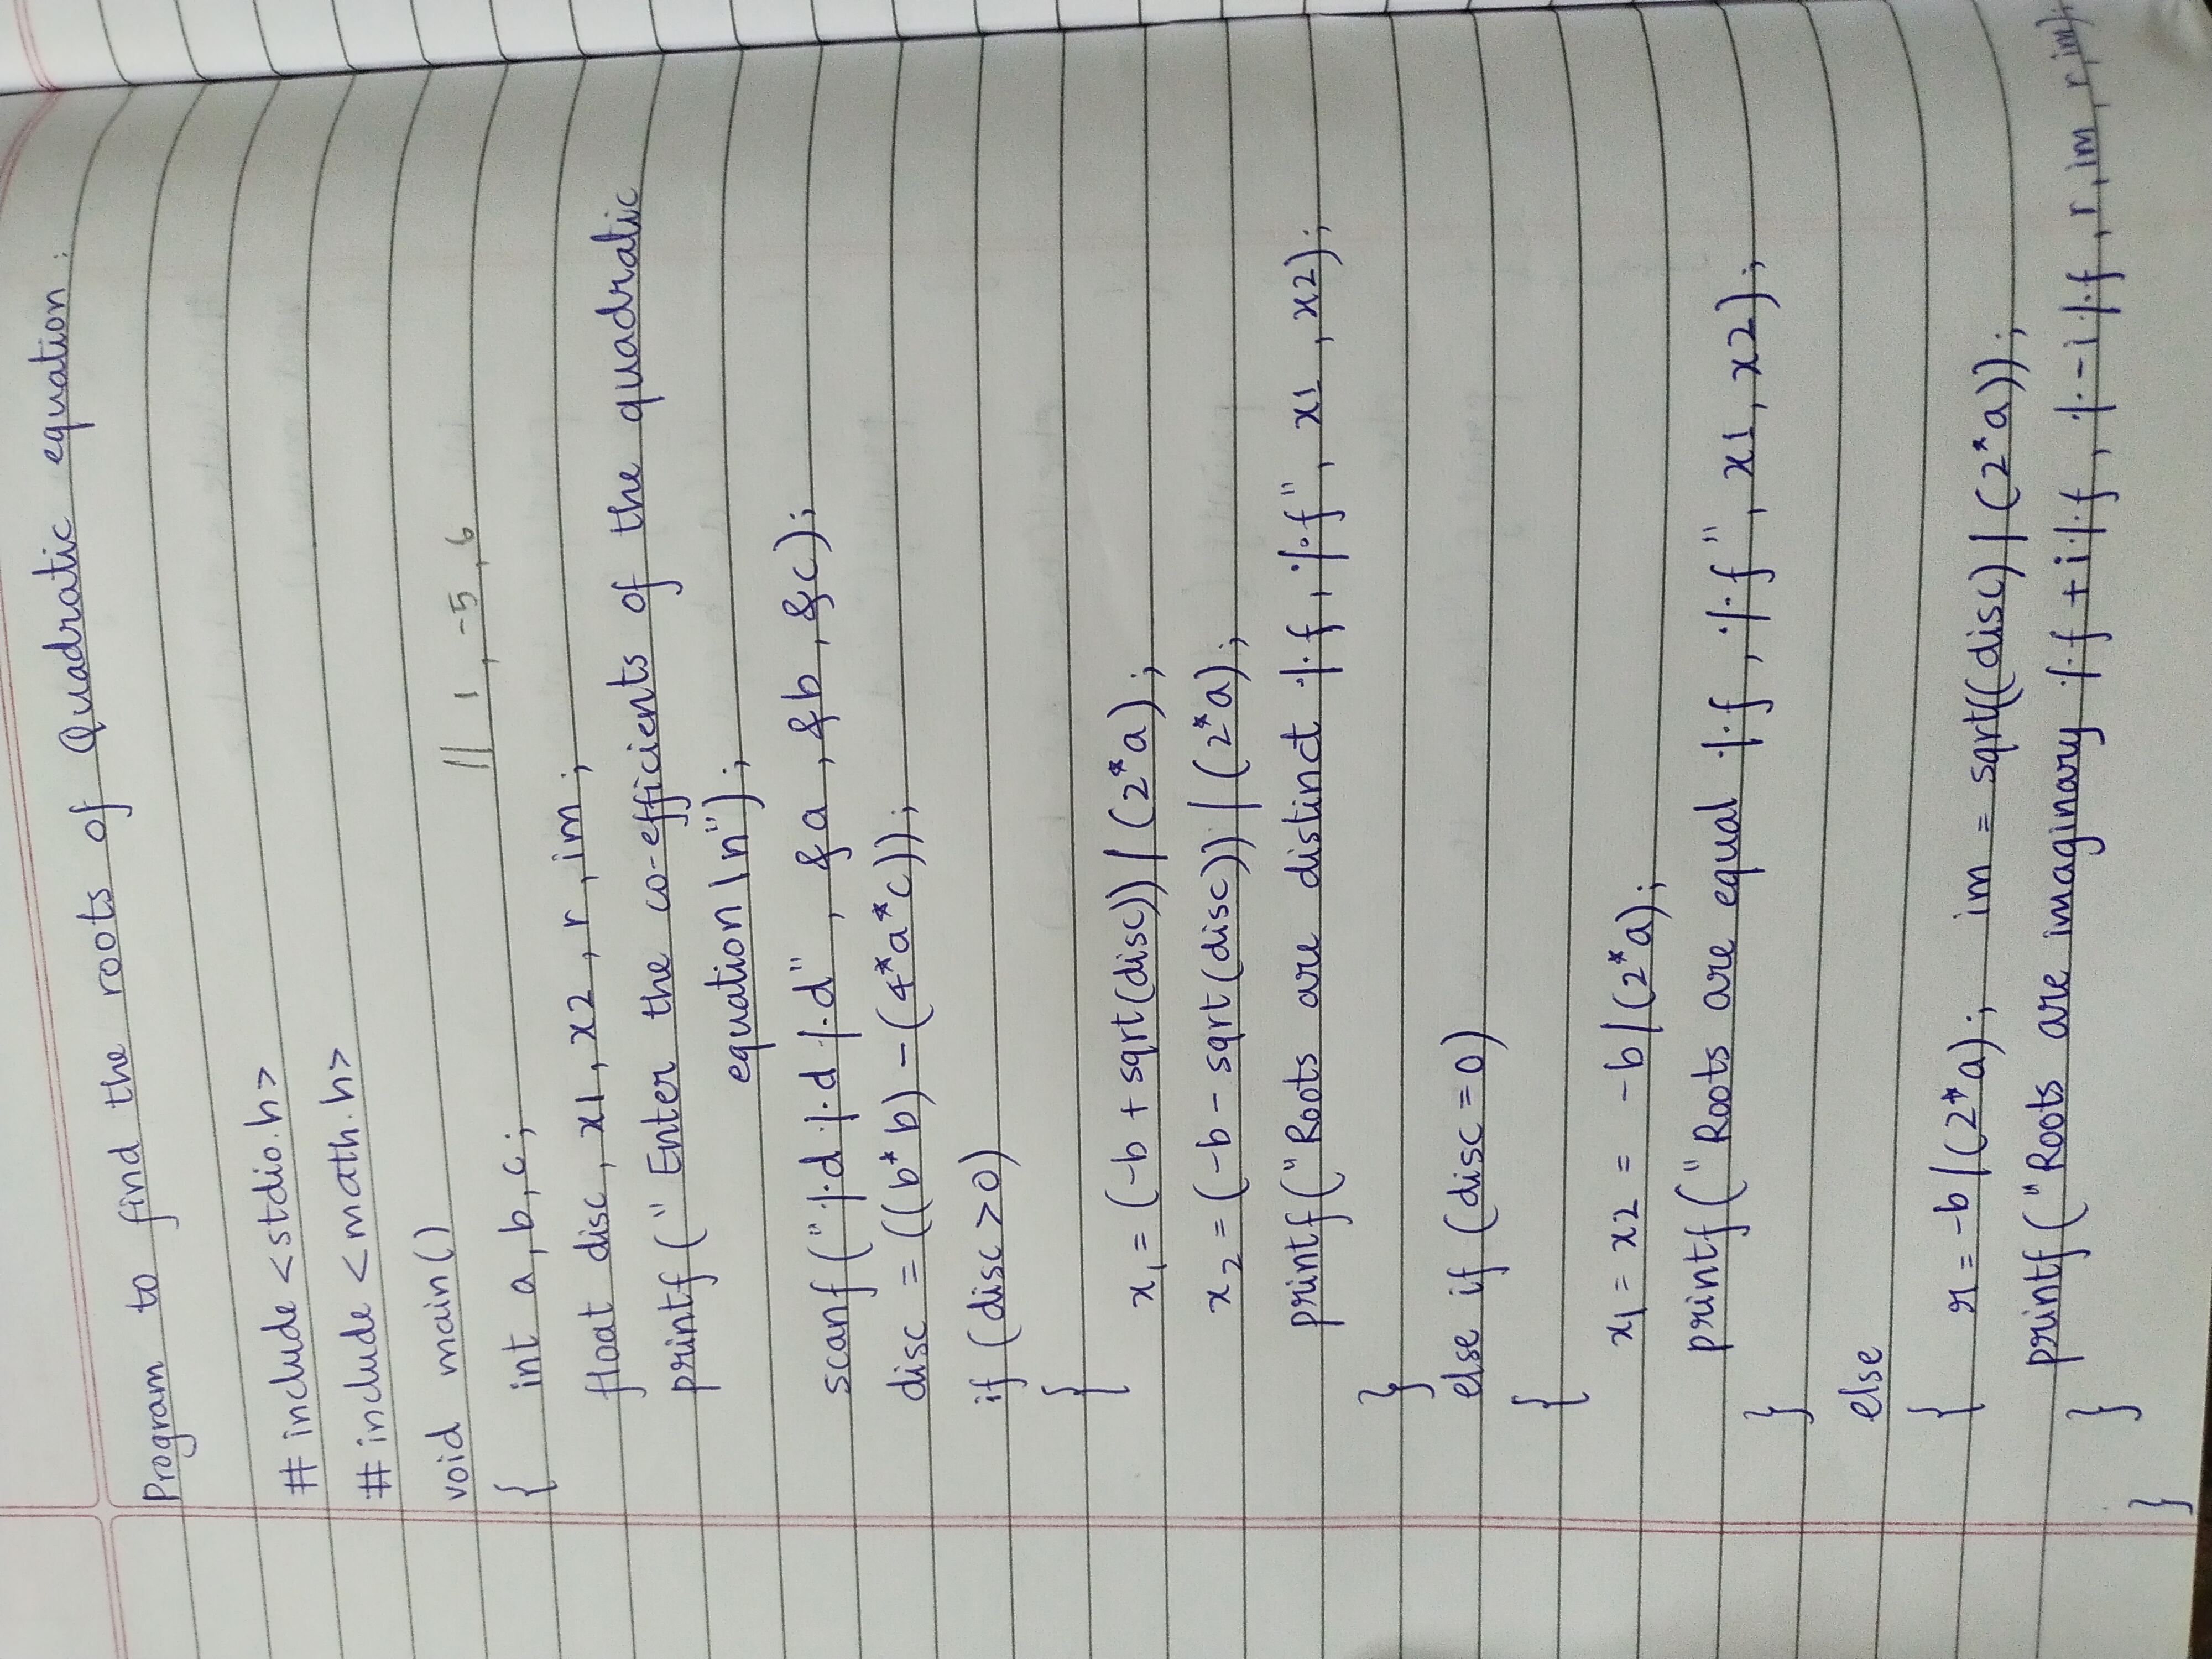 Program to find the roots of Quadratic equation :
# include <stdio.h>
# include <math.h>
void main()
// 1, -5, 6
{ int a, b, c;
float disc, x1, x2, r, im;
printf (" Enter the co-efficients of the quadratic
equation \n");
scanf ("%d %d %d", &a, &b, &c);
disc = ((b*b) - (4*a*c));
if (disc > 0)
{
x1 = (-b + sqrt(disc)) / (2*a);
x2 = (-b - sqrt(disc)) / (2*a);
printf ("Roots are distinct %f, %f", x1, x2);
}
else if (disc = 0)
{
x1 = x2 = -b/(2*a);
printf ("Roots are equal %f, %f", x1, x2);
}
else
{ r = -b/(2*a); im = sqrt((disc) / (2*a));
printf ("Roots are imaginary %f + i%f, % - i%f, r, im, r, im);
}
}